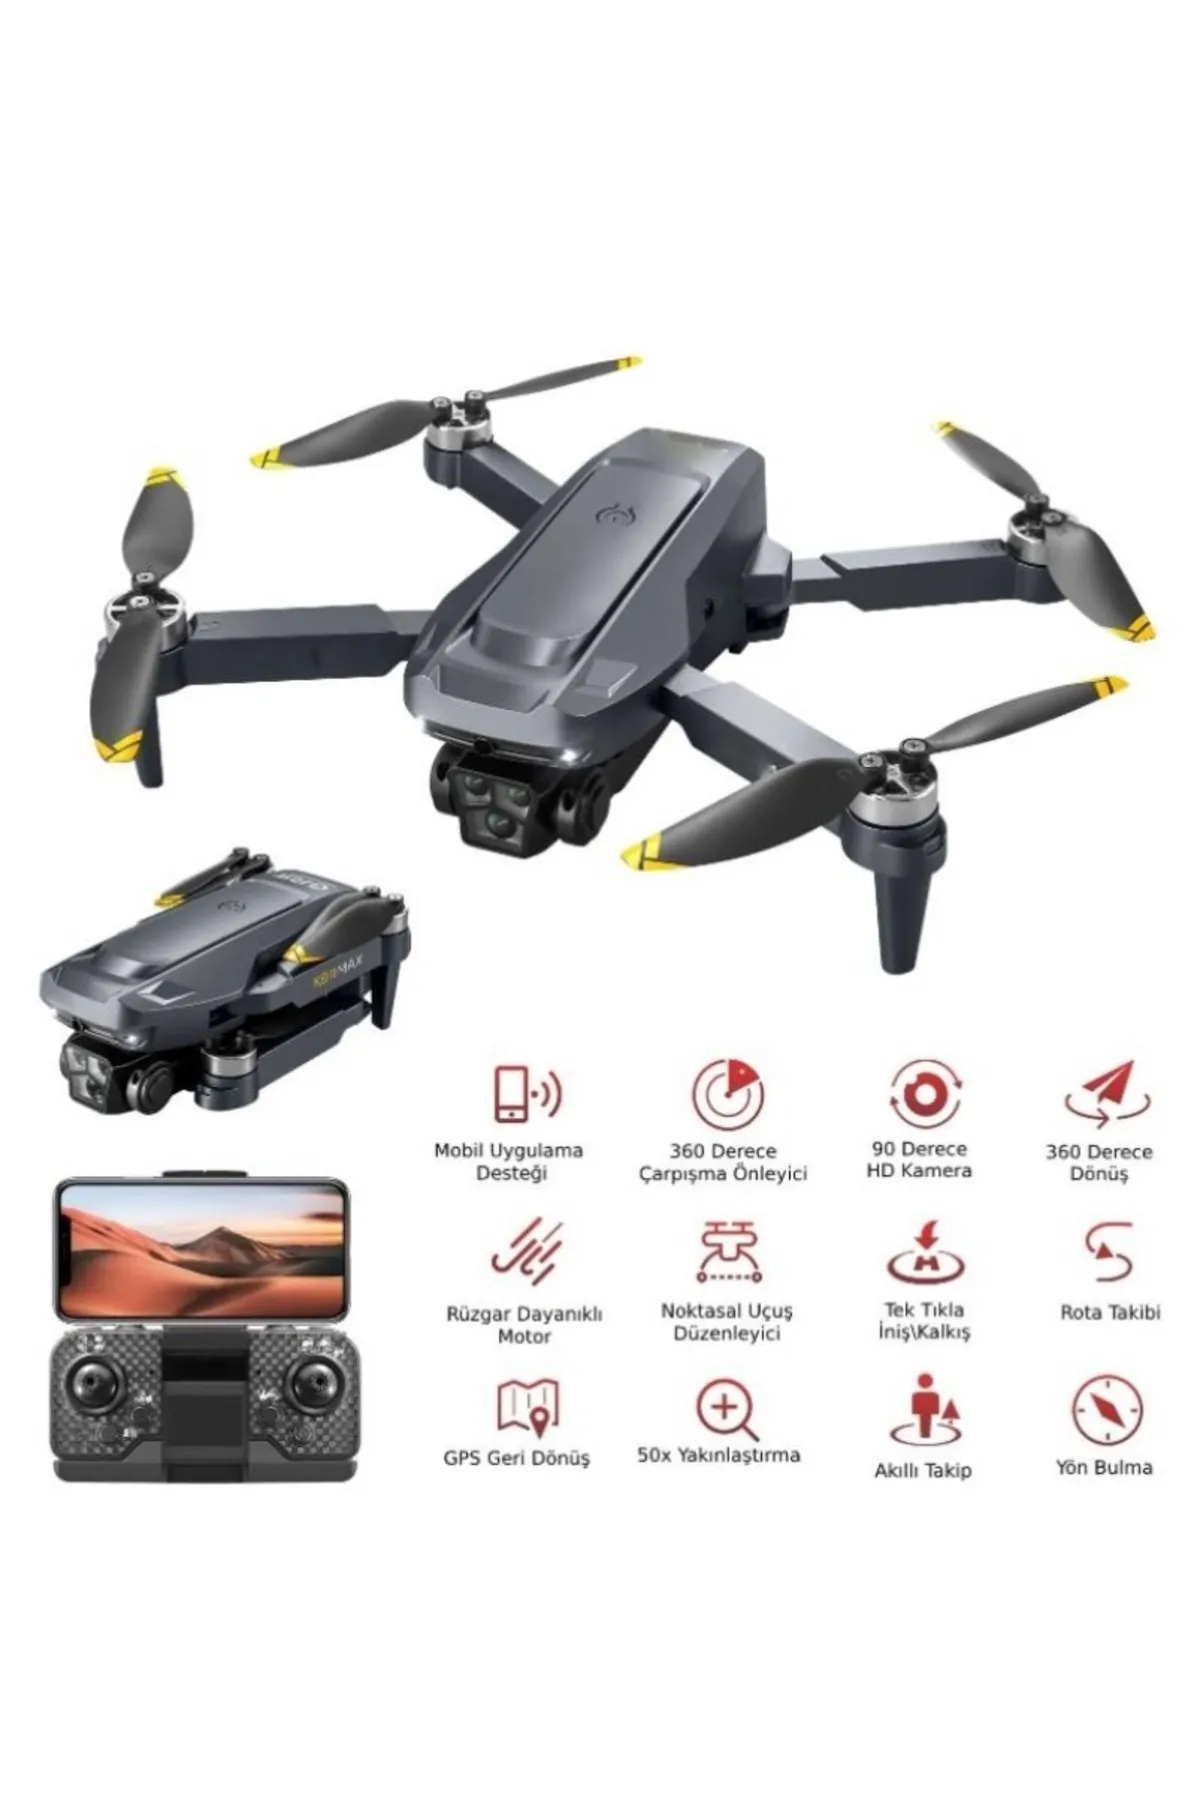 Mobil Uygulama
Desteği
360 Derece
Çarpışma Önleyici
90 Derece
HD Kamera
360 Derece
Dönüş
Rüzgar Dayanıklı
Motor
Noktasal Uçuş
Düzenleyici
Tek Tıkla
İniş\Kalkış
Rota Takibi
GPS Geri Dönüş
50x Yakınlaştırma
Akıllı Takip
Yön Bulma